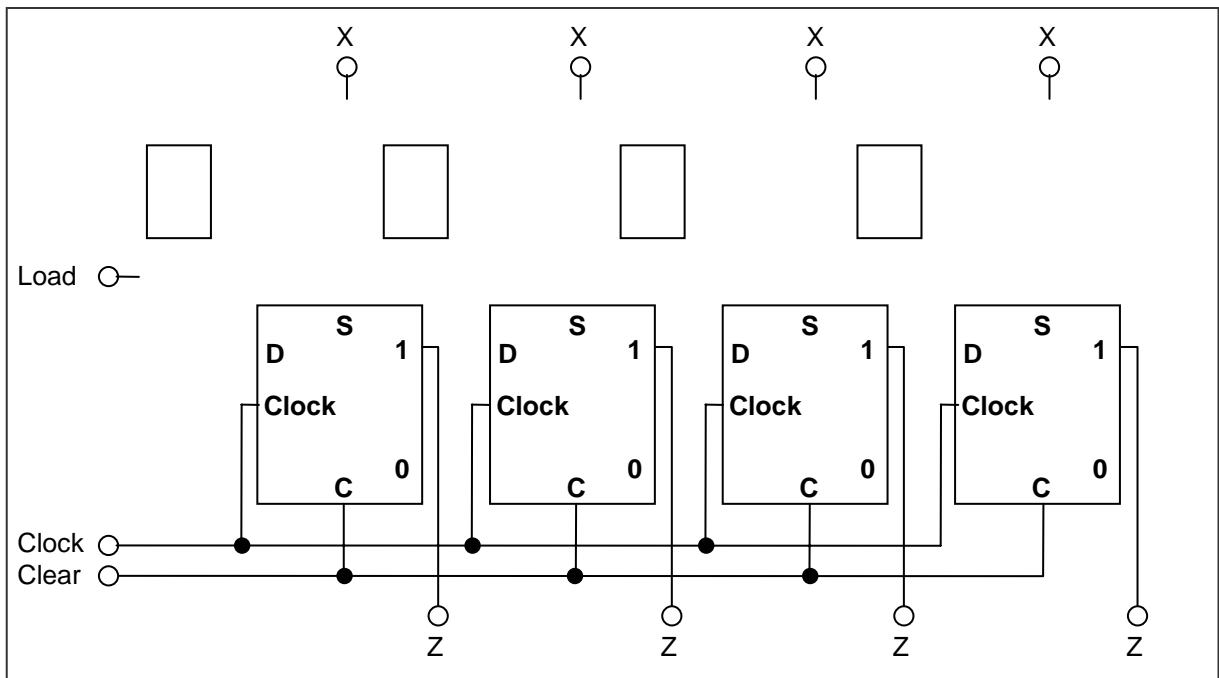 X X X X
Load
S S S S
D 1 D 1 D 1 D 1
Clock Clock Clock Clock
0 0 0 0
C C C C
Clock
Clear
Z Z Z Z